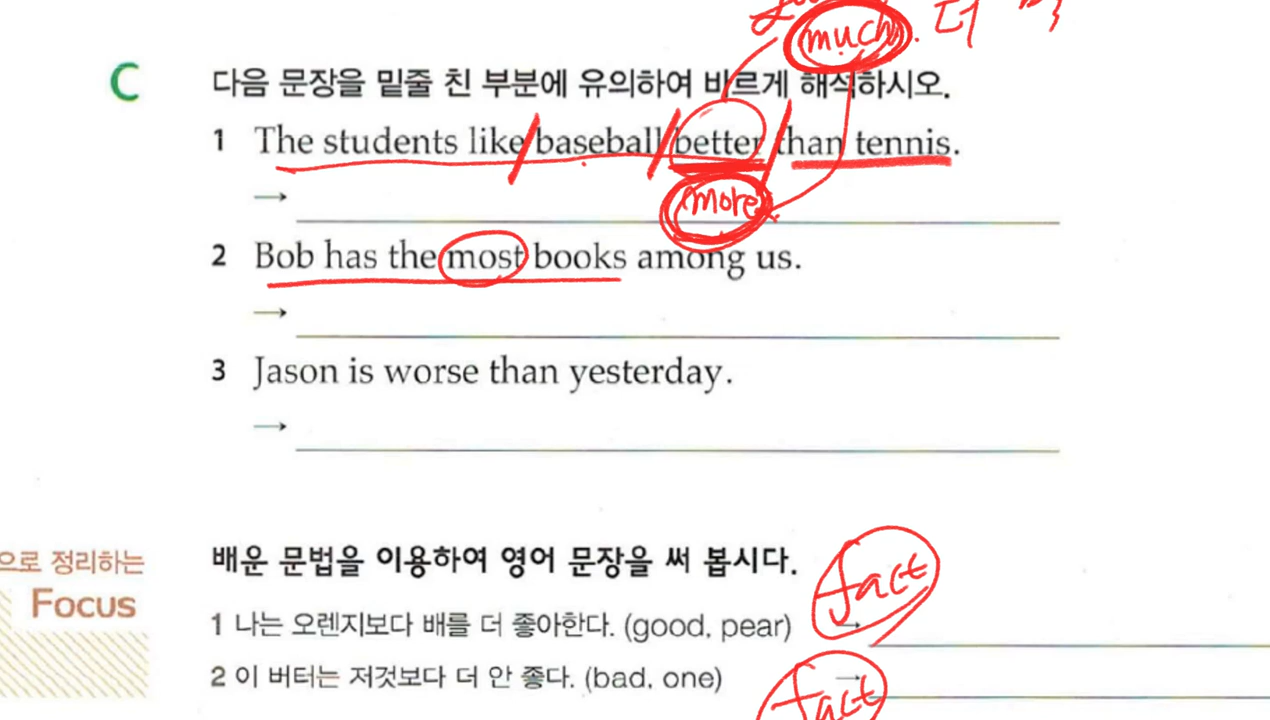 much. 더
C 다음 문장을 밑줄 친 부분에 유의하여 바르게 해석하시오.
1 The students like baseball better than tennis.
→ more
2 Bob has the most books among us.
→
3 Jason is worse than yesterday.
→
으로 정리하는
Focus
배운 문법을 이용하여 영어 문장을 써 봅시다.
fact
1 나는 오렌지보다 배를 더 좋아한다. (good, pear) →
2 이 버터는 저것보다 더 안 좋다. (bad, one) →
fact